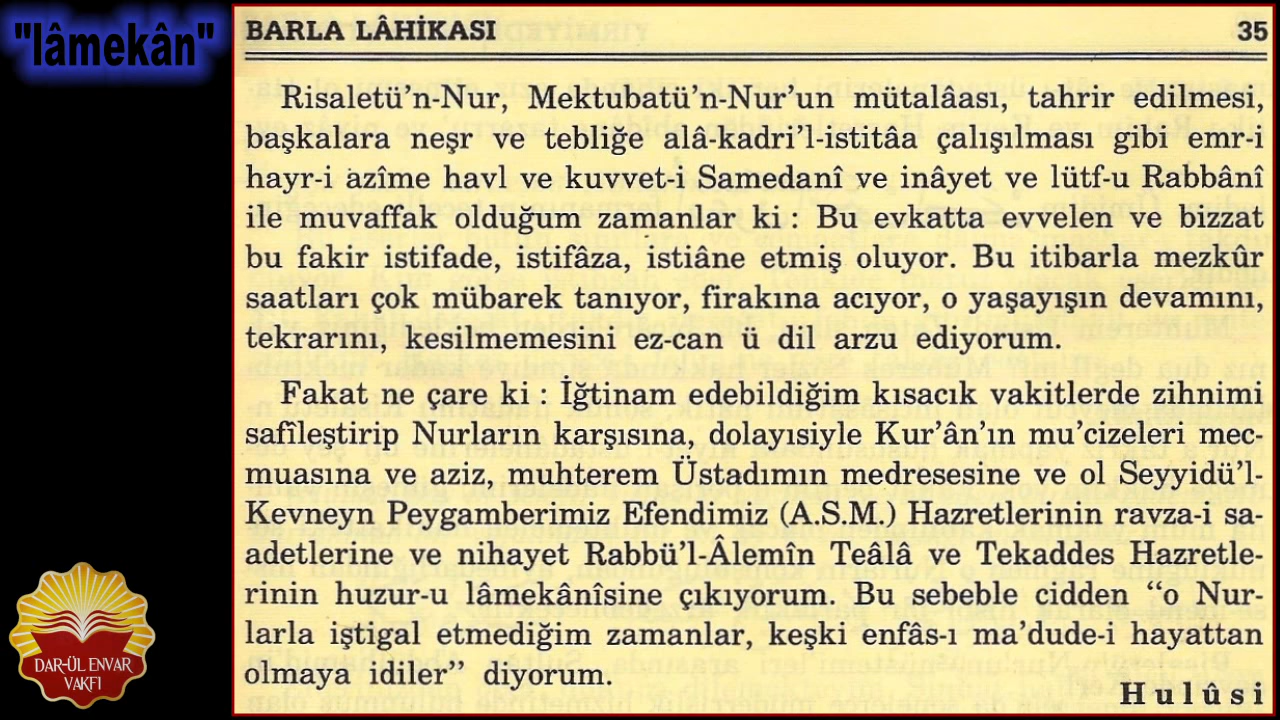 "lâmekân"
BARLA LÂHİKASI 35
Risaletü’n-Nur, Mektubatü’n-Nur’un mütalâası, tahrir edilmesi,
başkalara neşr ve tebliğe alâ-kadri’l-istitâa çalışılması gibi emr-i
hayr-i azîme havl ve kuvvet-i Samedanî ve inâyet ve lütf-u Rabbânî
ile muvaffak olduğum zamanlar ki : Bu evkatta evvelen ve bizzat
bu fakir istifade, istifâza, istiâne etmiş oluyor. Bu itibarla mezkûr
saatları çok mübarek tanıyor, firakına acıyor, o yaşayışın devamını,
tekrarını, kesilmemesini ez-can ü dil arzu ediyorum.
Fakat ne çare ki : İğtinam edebildiğim kısacık vakitlerde zihnimi
safîleştirip Nurların karşısına, dolayısiyle Kur’ân’ın mu’cizeleri mec-
muasına ve aziz, muhterem Üstadımın medresesine ve ol Seyyidü’l-
Kevneyn Peygamberimiz Efendimiz (A.S.M.) Hazretlerinin ravza-i sa-
adetlerine ve nihayet Rabbü’l-Âlemîn Teâlâ ve Tekaddes Hazretle-
rinin huzur-u lâmekânîsine çıkıyorum. Bu sebeble cidden “o Nur-
larla iştigal etmediğim zamanlar, keşki enfâs-ı ma’dude-i hayattan
olmaya idiler” diyorum.
Hulûsi
DAR-ÜL ENVAR
VAKFI